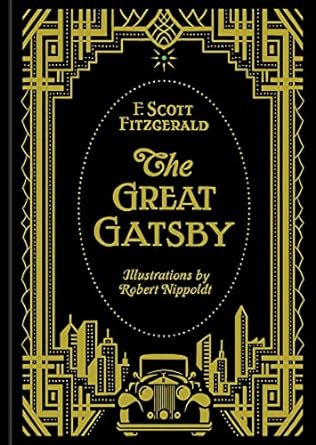 F. Scott
Fitzgerald
The
Great
Gatsby
Illustrations by
Robert Nippoldt